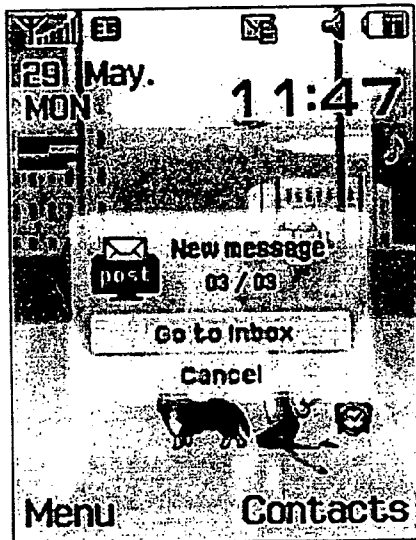 29 May.
MON
11:47
New message
post
03/03
Go to Inbox
Cancel
Menu
Contacts